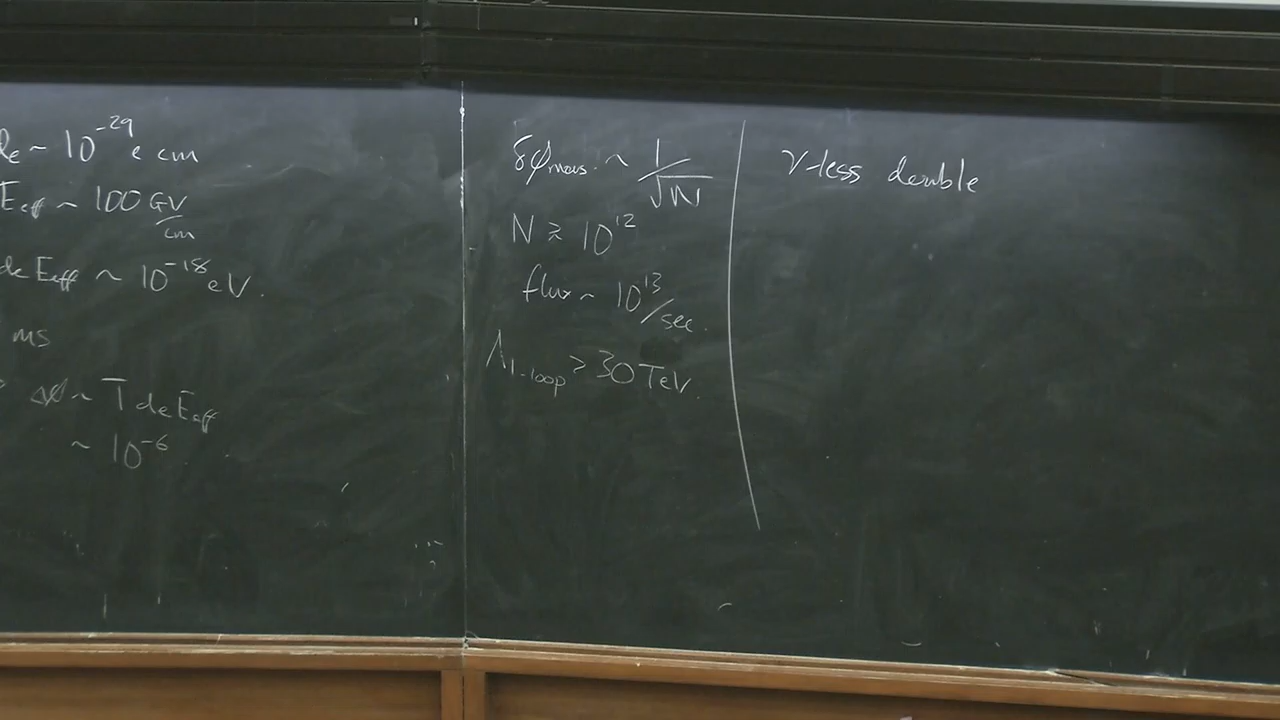 de ~ 10^-29 e cm
Eeff ~ 100 GV/cm
de Eeff ~ 10^-18 eV.
ms
Δφ ~ T de Eeff
~ 10^-6
δφmeas. ~ 1/√N
N ≳ 10^12
flux ~ 10^13/sec.
Λ1-loop > 30 TeV.
ν-less double